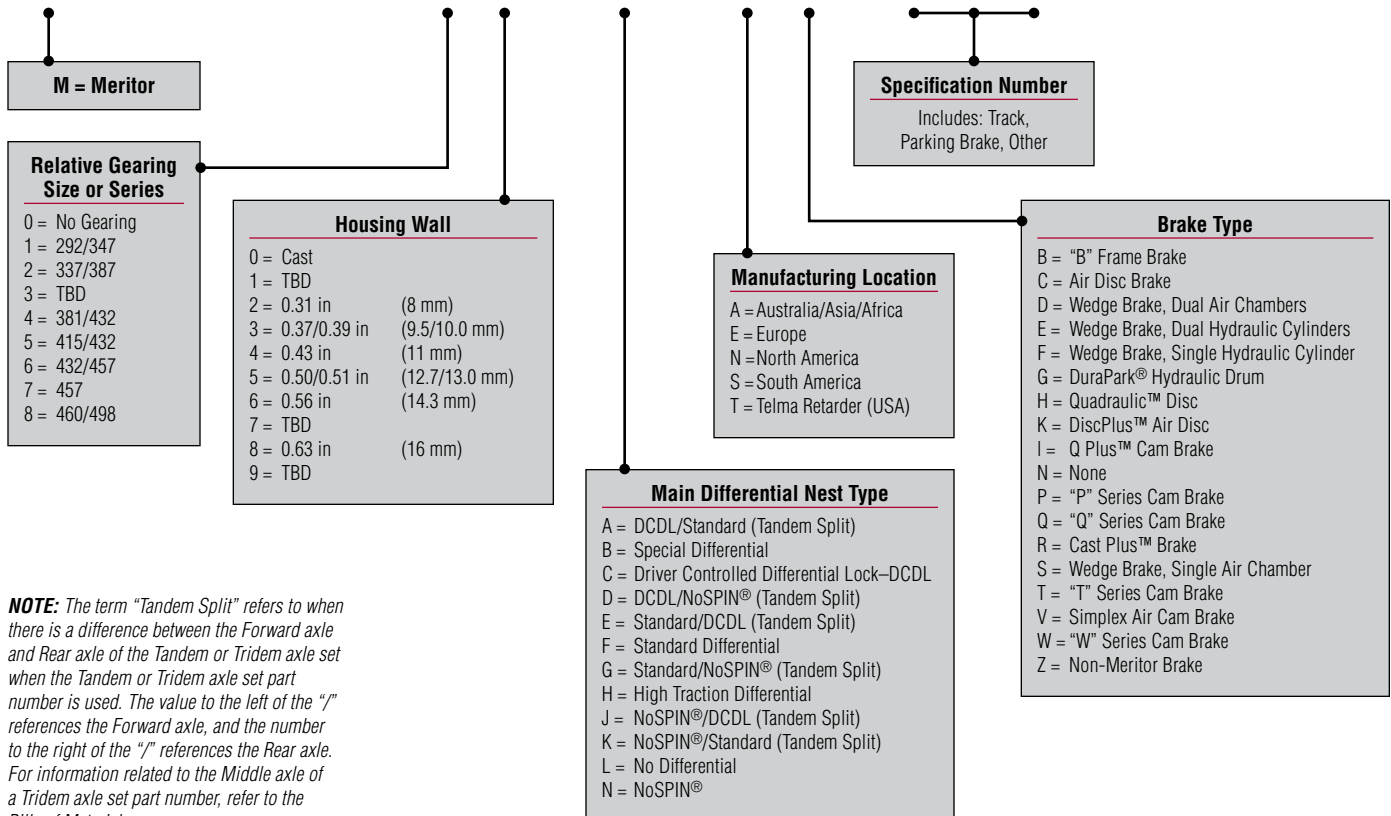 M = Meritor
Relative Gearing
Size or Series
0 = No Gearing
1 = 292/347
2 = 337/387
3 = TBD
4 = 381/432
5 = 415/432
6 = 432/457
7 = 457
8 = 460/498
Housing Wall
0 = Cast
1 = TBD
2 = 0.31 in (8 mm)
3 = 0.37/0.39 in (9.5/10.0 mm)
4 = 0.43 in (11 mm)
5 = 0.50/0.51 in (12.7/13.0 mm)
6 = 0.56 in (14.3 mm)
7 = TBD
8 = 0.63 in (16 mm)
9 = TBD
Main Differential Nest Type
A = DCDL/Standard (Tandem Split)
B = Special Differential
C = Driver Controlled Differential Lock–DCDL
D = DCDL/NoSPIN® (Tandem Split)
E = Standard/DCDL (Tandem Split)
F = Standard Differential
G = Standard/NoSPIN® (Tandem Split)
H = High Traction Differential
J = NoSPIN®/DCDL (Tandem Split)
K = NoSPIN®/Standard (Tandem Split)
L = No Differential
N = NoSPIN®
Manufacturing Location
A = Australia/Asia/Africa
E = Europe
N = North America
S = South America
T = Telma Retarder (USA)
Specification Number
Includes: Track,
Parking Brake, Other
Brake Type
B = “B” Frame Brake
C = Air Disc Brake
D = Wedge Brake, Dual Air Chambers
E = Wedge Brake, Dual Hydraulic Cylinders
F = Wedge Brake, Single Hydraulic Cylinder
G = DuraPark® Hydraulic Drum
H = Quadraulic™ Disc
K = DiscPlus™ Air Disc
I = Q Plus™ Cam Brake
N = None
P = “P” Series Cam Brake
Q = “Q” Series Cam Brake
R = Cast Plus™ Brake
S = Wedge Brake, Single Air Chamber
T = “T” Series Cam Brake
V = Simplex Air Cam Brake
W = “W” Series Cam Brake
Z = Non-Meritor Brake
NOTE: The term “Tandem Split” refers to when
there is a difference between the Forward axle
and Rear axle of the Tandem or Tridem axle set
when the Tandem or Tridem axle set part
number is used. The value to the left of the “/”
references the Forward axle, and the number
to the right of the “/” references the Rear axle.
For information related to the Middle axle of
a Tridem axle set part number, refer to the